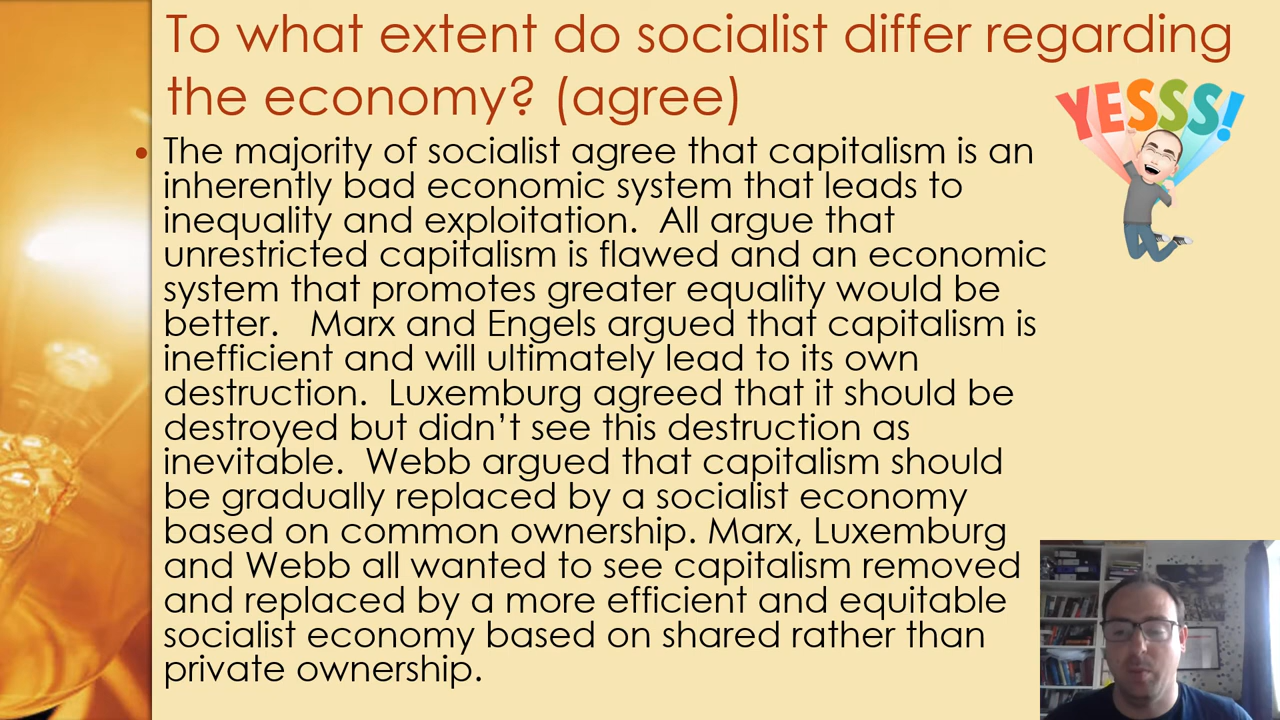 To what extent do socialist differ regarding
the economy? (agree)
YESSS!
• The majority of socialist agree that capitalism is an
inherently bad economic system that leads to
inequality and exploitation.  All argue that
unrestricted capitalism is flawed and an economic
system that promotes greater equality would be
better.   Marx and Engels argued that capitalism is
inefficient and will ultimately lead to its own
destruction.  Luxemburg agreed that it should be
destroyed but didn’t see this destruction as
inevitable.  Webb argued that capitalism should
be gradually replaced by a socialist economy
based on common ownership. Marx, Luxemburg
and Webb all wanted to see capitalism removed
and replaced by a more efficient and equitable
socialist economy based on shared rather than
private ownership.